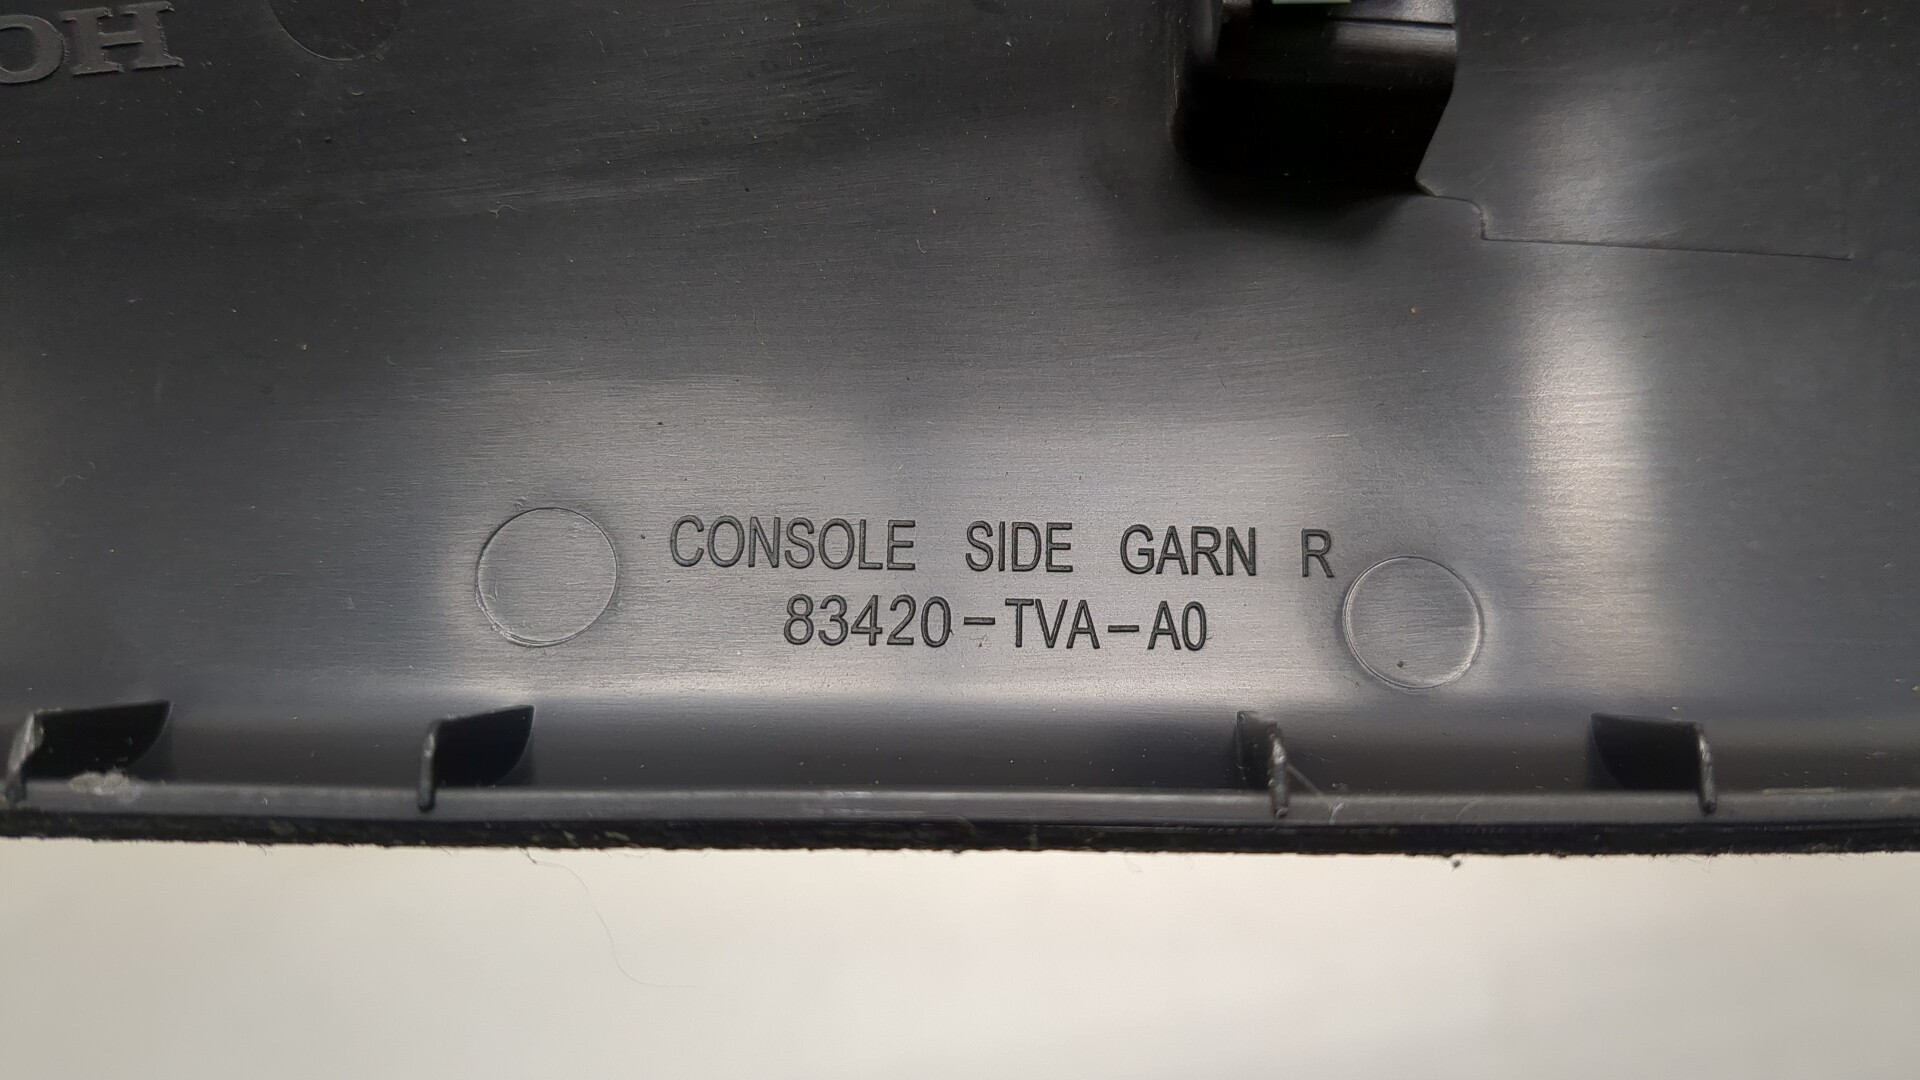 CONSOLE SIDE GARN R
83420-TVA-A0